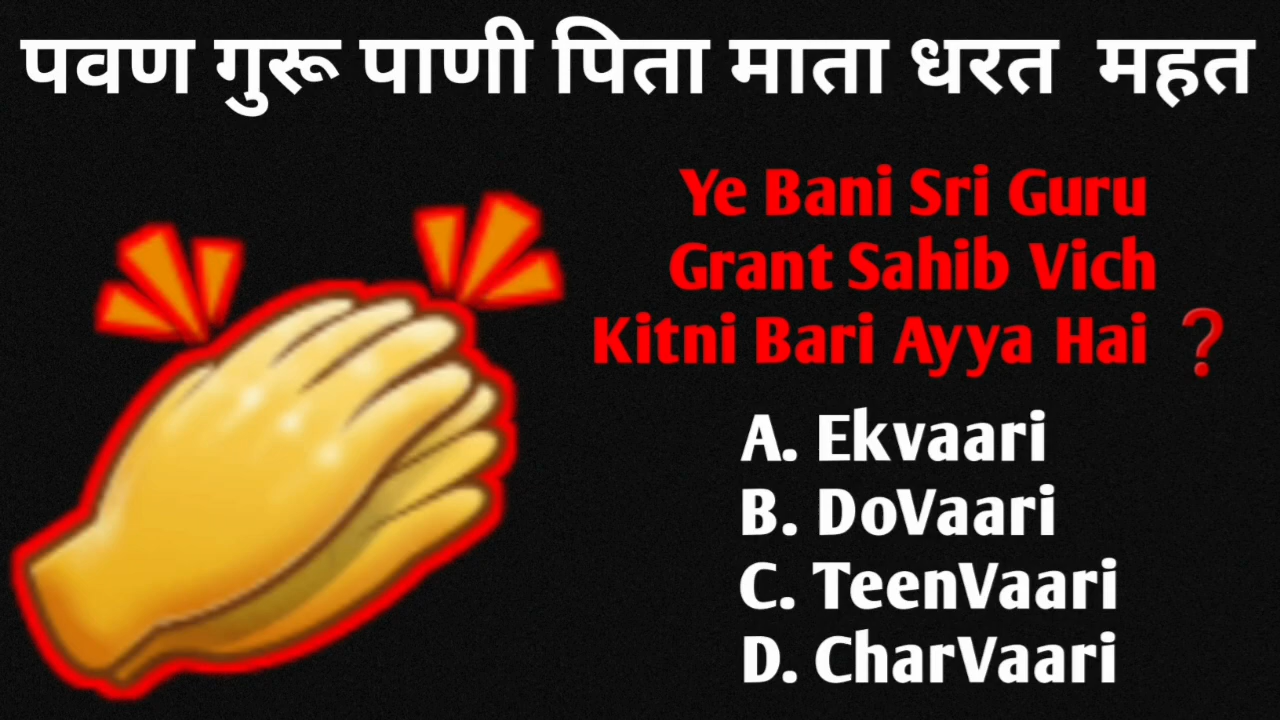 पवण गुरू पाणी पिता माता धरत महत
Ye Bani Sri Guru
Grant Sahib Vich
Kitni Bari Ayya Hai ❓
A. Ekvaari
B. DoVaari
C. TeenVaari
D. CharVaari